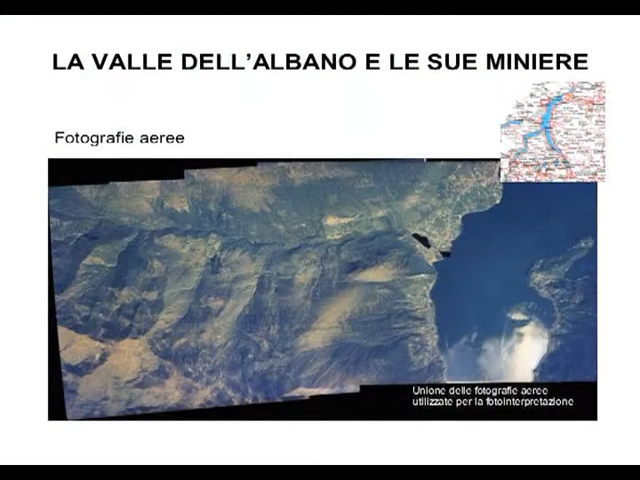 LA VALLE DELL'ALBANO E LE SUE MINIERE
Fotografie aeree
Unione delle fotografie aeree
utilizzate per la fotointerpretazione